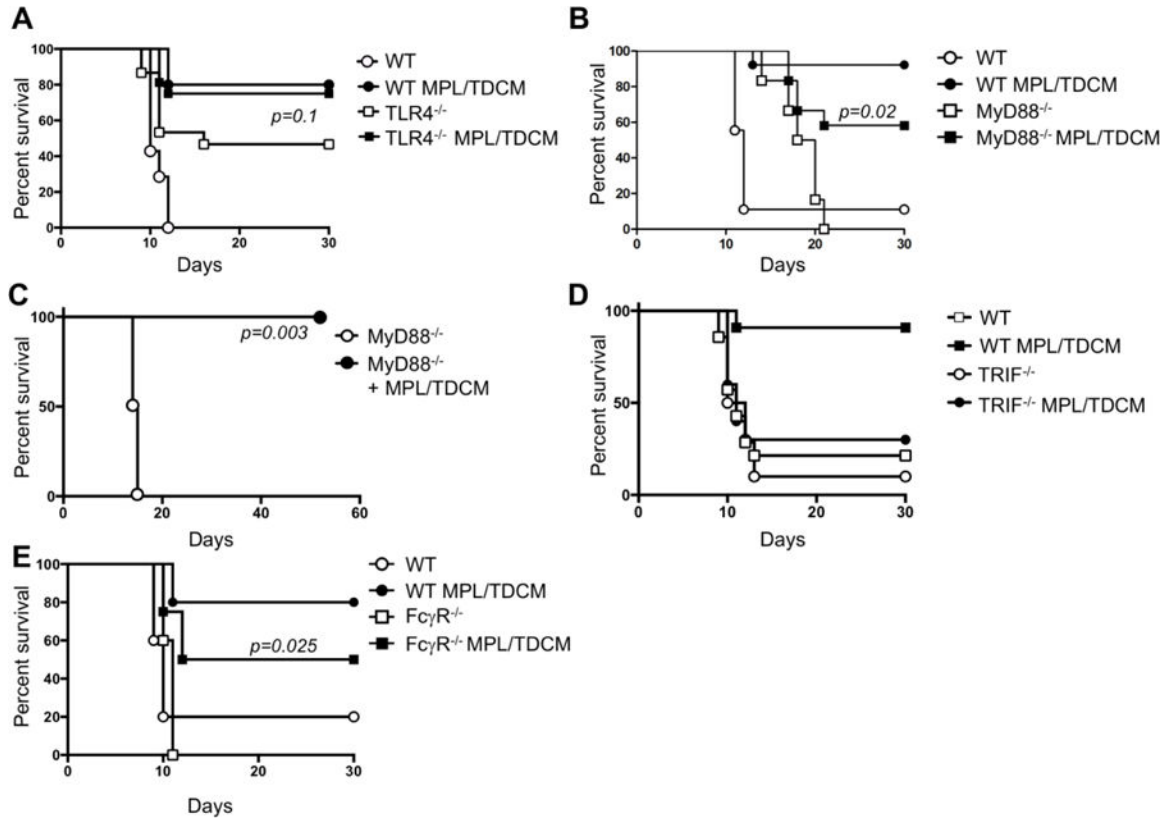 A
Percent survival
100
80
60
40
20
0
0 10 20 30
Days
p=0.1
WT
WT MPL/TDCM
TLR4-/-
TLR4-/- MPL/TDCM
B
Percent survival
100
80
60
40
20
0
0 10 20 30
Days
p=0.02
WT
WT MPL/TDCM
MyD88-/-
MyD88-/- MPL/TDCM
C
Percent survival
100
50
0
0 20 40 60
Days
p=0.003
MyD88-/-
MyD88-/-
+ MPL/TDCM
D
Percent survival
100
50
0
0 10 20 30
Days
WT
WT MPL/TDCM
TRIF-/-
TRIF-/- MPL/TDCM
E
Percent survival
100
80
60
40
20
0
0 10 20 30
Days
p=0.025
WT
WT MPL/TDCM
FcγR-/-
FcγR-/- MPL/TDCM